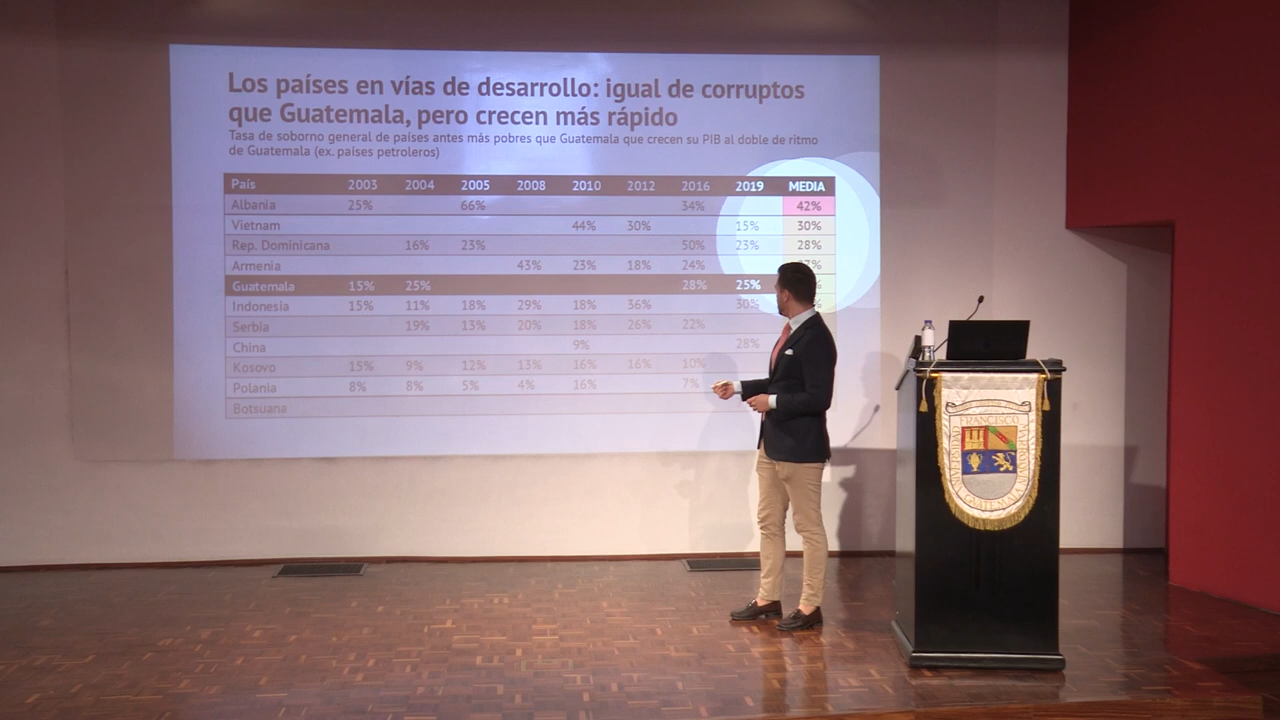 Los países en vías de desarrollo: igual de corruptos
que Guatemala, pero crecen más rápido
Tasa de soborno general de países antes más pobres que Guatemala que crecen su PIB al doble de ritmo
de Guatemala (ex. países petroleros)
País 2003 2004 2005 2008 2010 2012 2016 2019 MEDIA
Albania 25% 66% 34% 42%
Vietnam 44% 30% 15% 30%
Rep. Dominicana 16% 23% 50% 23% 28%
Armenia 43% 23% 18% 24%
Guatemala 15% 25% 28% 25%
Indonesia 15% 11% 18% 29% 18% 36% 30%
Serbia 19% 13% 20% 18% 26% 22%
China 9% 28%
Kosovo 15% 9% 12% 13% 16% 16% 10%
Polania 8% 8% 5% 4% 16% 7%
Botsuana
UNIVERSIDAD FRANCISCO MARROQUIN
GUATEMALA